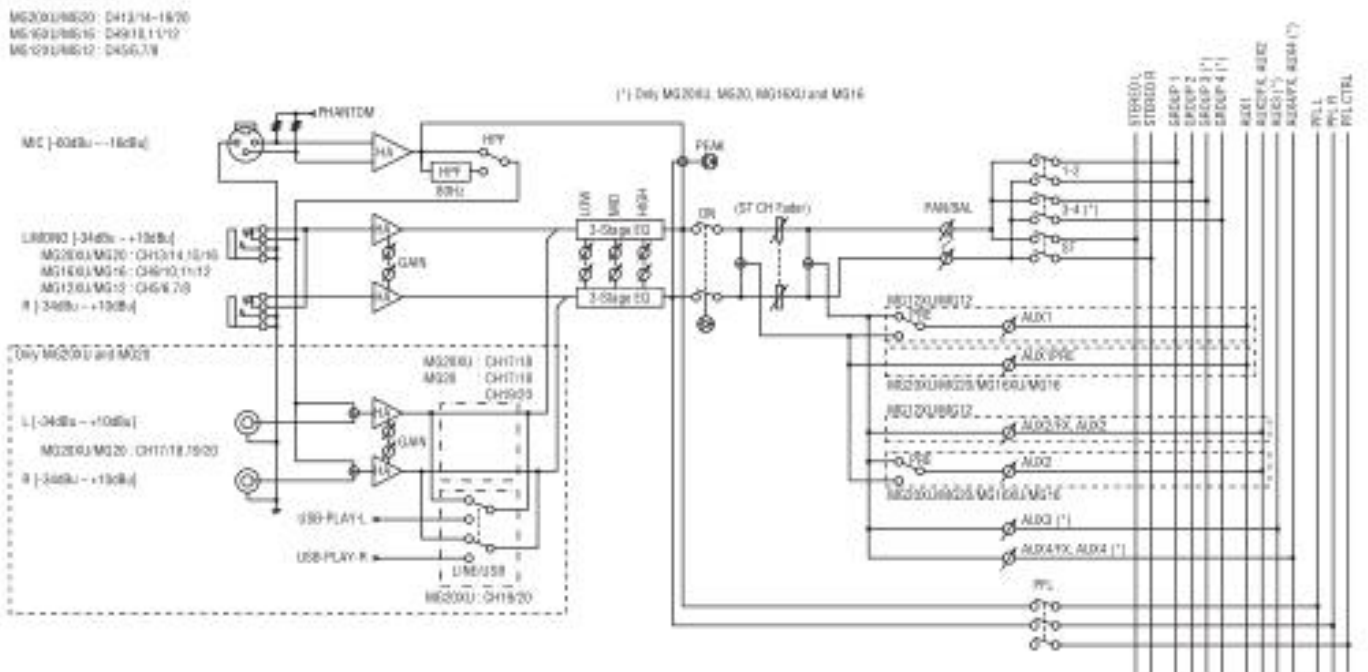 MG20XU/MG20 : CH13/14–19/20
MG16XU/MG16 : CH9/10,11/12
MG12XU/MG12 : CH5/6,7/8
(*) Only MG20XU, MG20, MG16XU and MG16
STEREO L
STEREO R
GROUP 1
GROUP 2
GROUP 3 (*)
GROUP 4 (*)
AUX1
AUX2/FX, AUX2
AUX3 (*)
AUX4/FX, AUX4 (*)
PFL L
PFL R
PFL CTRL
PHANTOM
MIC [-60dBu – -16dBu]
HA
HPF
HPF
80Hz
PEAK
1-2
3-4 (*)
ST
LOW
MID
HIGH
ON
(ST CH Fader)
PAN/BAL
L/MONO [-34dBu – +10dBu]
MG20XU/MG20 : CH13/14,15/16
MG16XU/MG16 : CH9/10,11/12
MG12XU/MG12 : CH5/6,7/8
R [-34dBu – +10dBu]
HA
GAIN
HA
3-Stage EQ
3-Stage EQ
MG12XU/MG12
PRE
AUX1
AUX1PRE
MG20XU/MG20/MG16XU/MG16
Only MG20XU and MG20
MG20XU : CH17/18
MG20 : CH17/18
CH19/20
L [-34dBu – +10dBu]
MG20XU/MG20 : CH17/18,19/20
R [-34dBu – +10dBu]
HA
GAIN
HA
MG12XU/MG12
AUX2/FX, AUX2
PRE
AUX2
MG20XU/MG20/MG16XU/MG16
USB-PLAY-L
USB-PLAY-R
LINE/USB
MG20XU : CH19/20
AUX3 (*)
AUX4/FX, AUX4 (*)
PFL